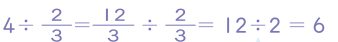 4÷ 2/3 = 12/3 ÷ 2/3 = 12÷2 = 6